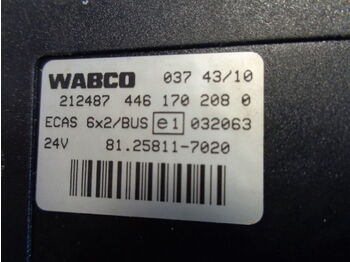 WABCO 037 43/10
212487 446 170 208 0
ECAS 6x2/BUS e1 032063
24V 81.25811-7020